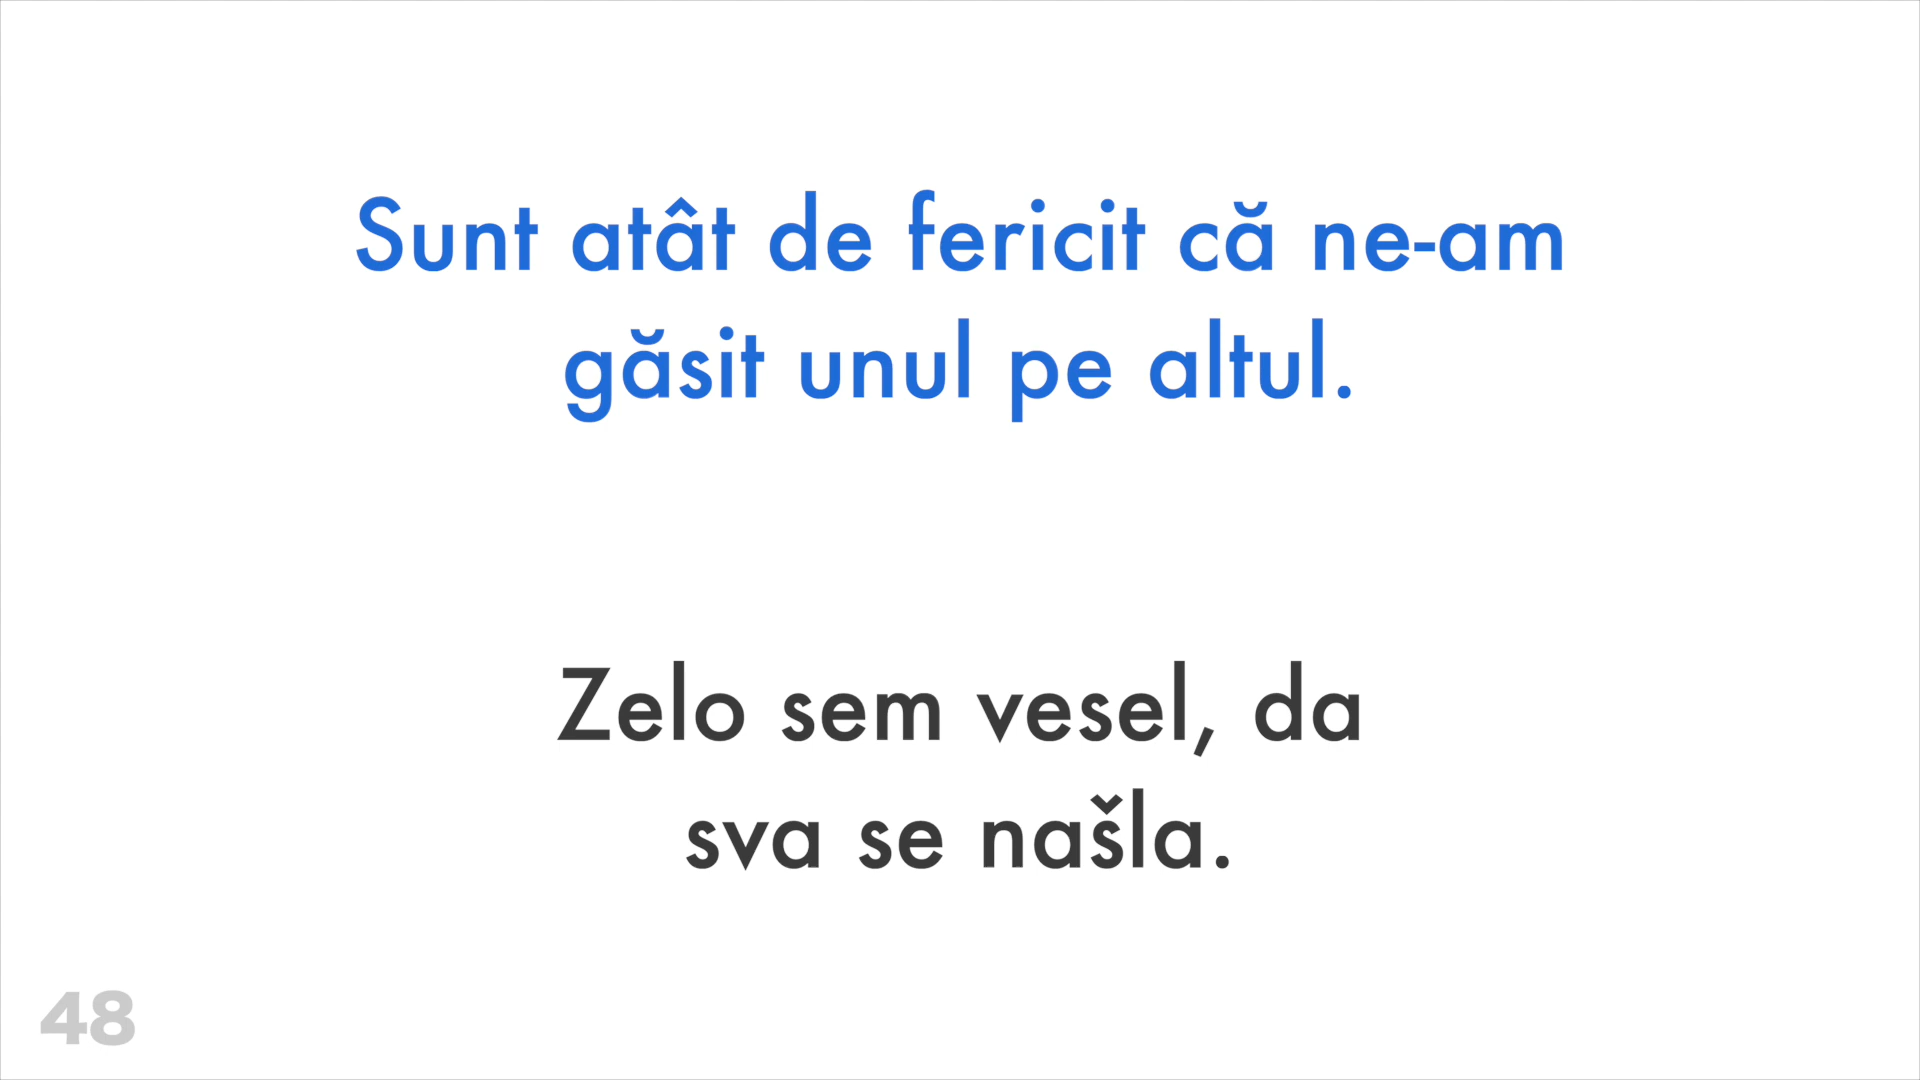 Sunt atât de fericit că ne-am
găsit unul pe altul.
Zelo sem vesel, da
sva se našla.
48